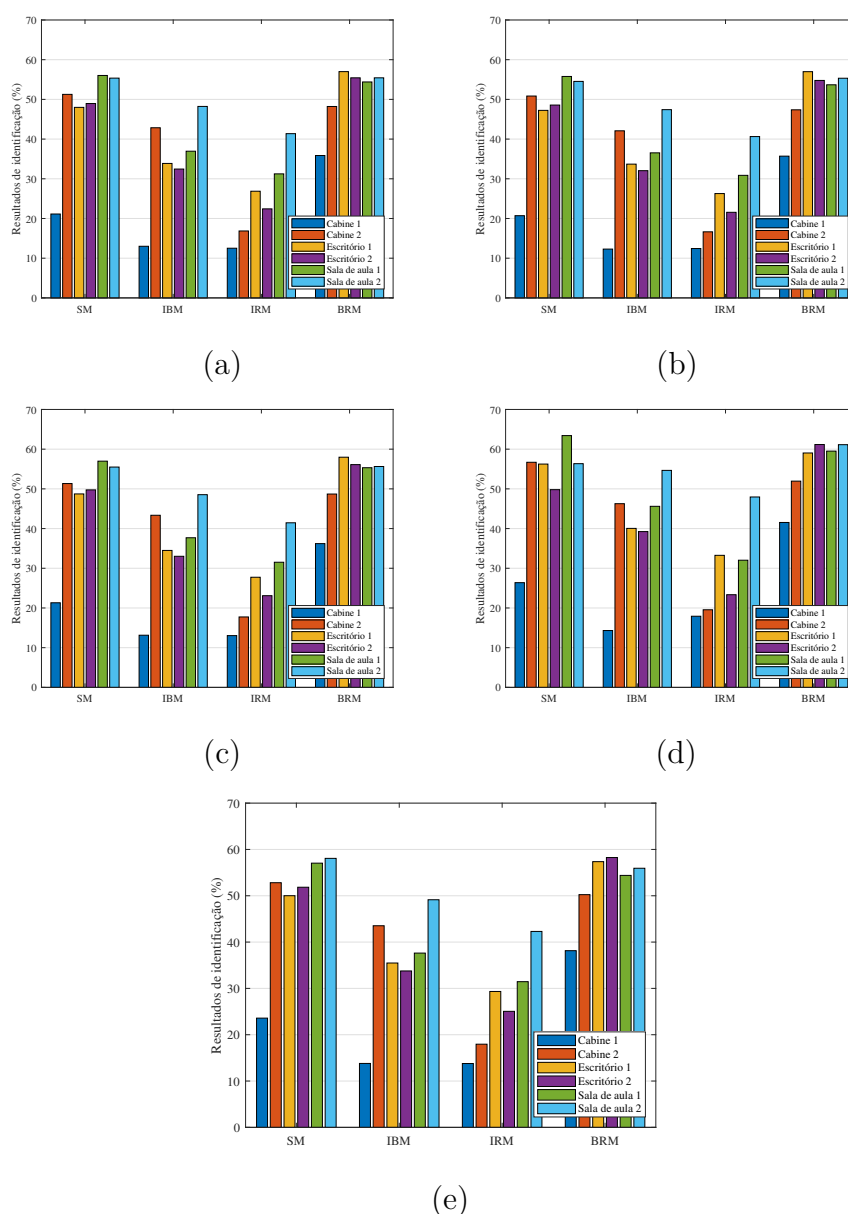 70
60
50
40
30
20
10
0
Resultados de identificação (%)
SM IBM IRM BRM
Cabine 1
Cabine 2
Escritório 1
Escritório 2
Sala de aula 1
Sala de aula 2
(a)
70
60
50
40
30
20
10
0
Resultados de identificação (%)
SM IBM IRM BRM
Cabine 1
Cabine 2
Escritório 1
Escritório 2
Sala de aula 1
Sala de aula 2
(b)
70
60
50
40
30
20
10
0
Resultados de identificação (%)
SM IBM IRM BRM
Cabine 1
Cabine 2
Escritório 1
Escritório 2
Sala de aula 1
Sala de aula 2
(c)
70
60
50
40
30
20
10
0
Resultados de identificação (%)
SM IBM IRM BRM
Cabine 1
Cabine 2
Escritório 1
Escritório 2
Sala de aula 1
Sala de aula 2
(d)
70
60
50
40
30
20
10
0
Resultados de identificação (%)
SM IBM IRM BRM
Cabine 1
Cabine 2
Escritório 1
Escritório 2
Sala de aula 1
Sala de aula 2
(e)